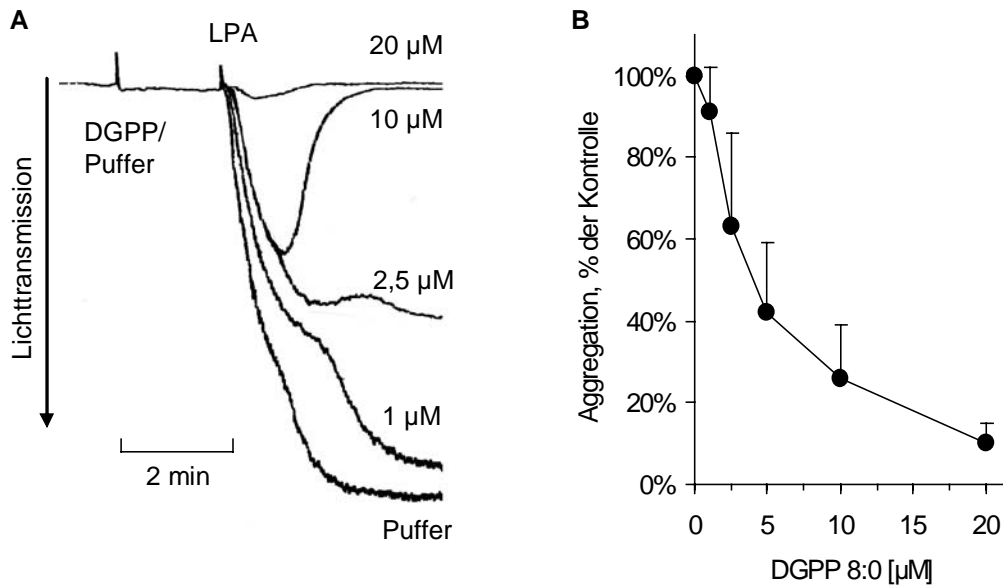 A
LPA
20 µM
10 µM
DGPP/
Puffer
Lichttransmission
2,5 µM
1 µM
2 min
Puffer
B
Aggregation, % der Kontrolle
100%
80%
60%
40%
20%
0%
0 5 10 15 20
DGPP 8:0 [µM]